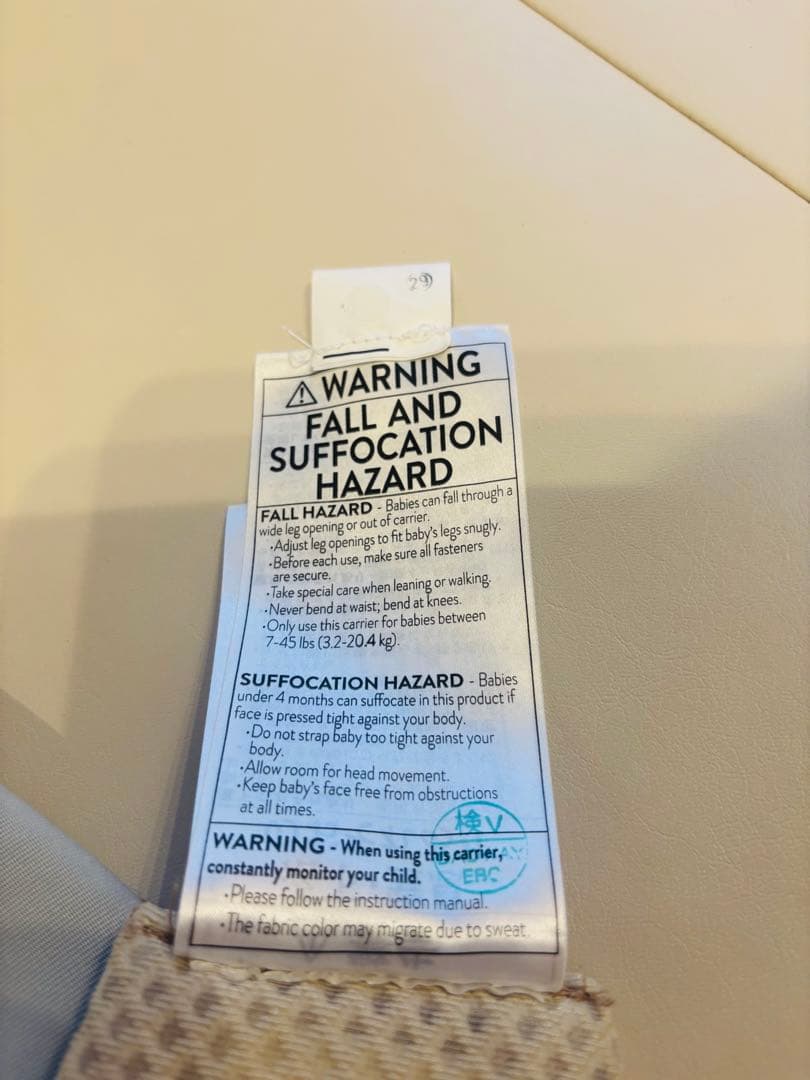 29
WARNING
FALL AND
SUFFOCATION
HAZARD
FALL HAZARD - Babies can fall through a
wide leg opening or out of carrier.
•Adjust leg openings to fit baby's legs snugly.
•Before each use, make sure all fasteners
are secure.
•Take special care when leaning or walking.
•Never bend at waist; bend at knees.
•Only use this carrier for babies between
7-45 lbs (3.2-20.4 kg).
SUFFOCATION HAZARD - Babies
under 4 months can suffocate in this product if
face is pressed tight against your body.
•Do not strap baby too tight against your
body.
•Allow room for head movement.
•Keep baby's face free from obstructions
at all times.
検V
EBC
WARNING - When using this carrier,
constantly monitor your child.
•Please follow the instruction manual.
•The fabric color may migrate due to sweat.